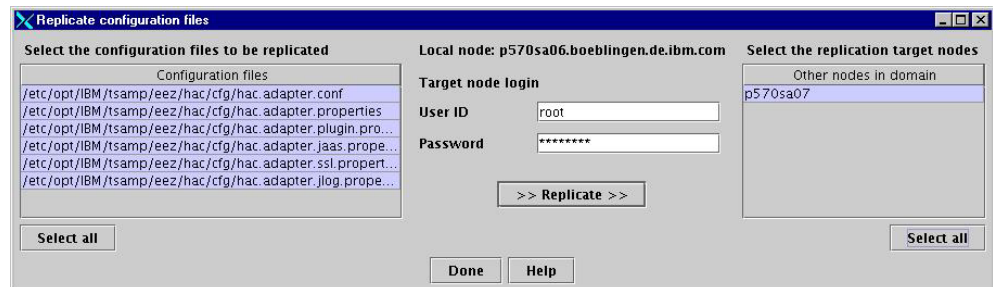 Replicate configuration files
Select the configuration files to be replicated
Configuration files
/etc/opt/IBM/tsamp/eez/hac/cfg/hac.adapter.conf
/etc/opt/IBM/tsamp/eez/hac/cfg/hac.adapter.properties
/etc/opt/IBM/tsamp/eez/hac/cfg/hac.adapter.plugin.pro...
/etc/opt/IBM/tsamp/eez/hac/cfg/hac.adapter.jaas.prope...
/etc/opt/IBM/tsamp/eez/hac/cfg/hac.adapter.ssl.propert...
/etc/opt/IBM/tsamp/eez/hac/cfg/hac.adapter.jlog.prope...
Select all
Local node: p570sa06.boeblingen.de.ibm.com
Target node login
User ID root
Password ********
>> Replicate >>
Select the replication target nodes
Other nodes in domain
p570sa07
Select all
Done Help